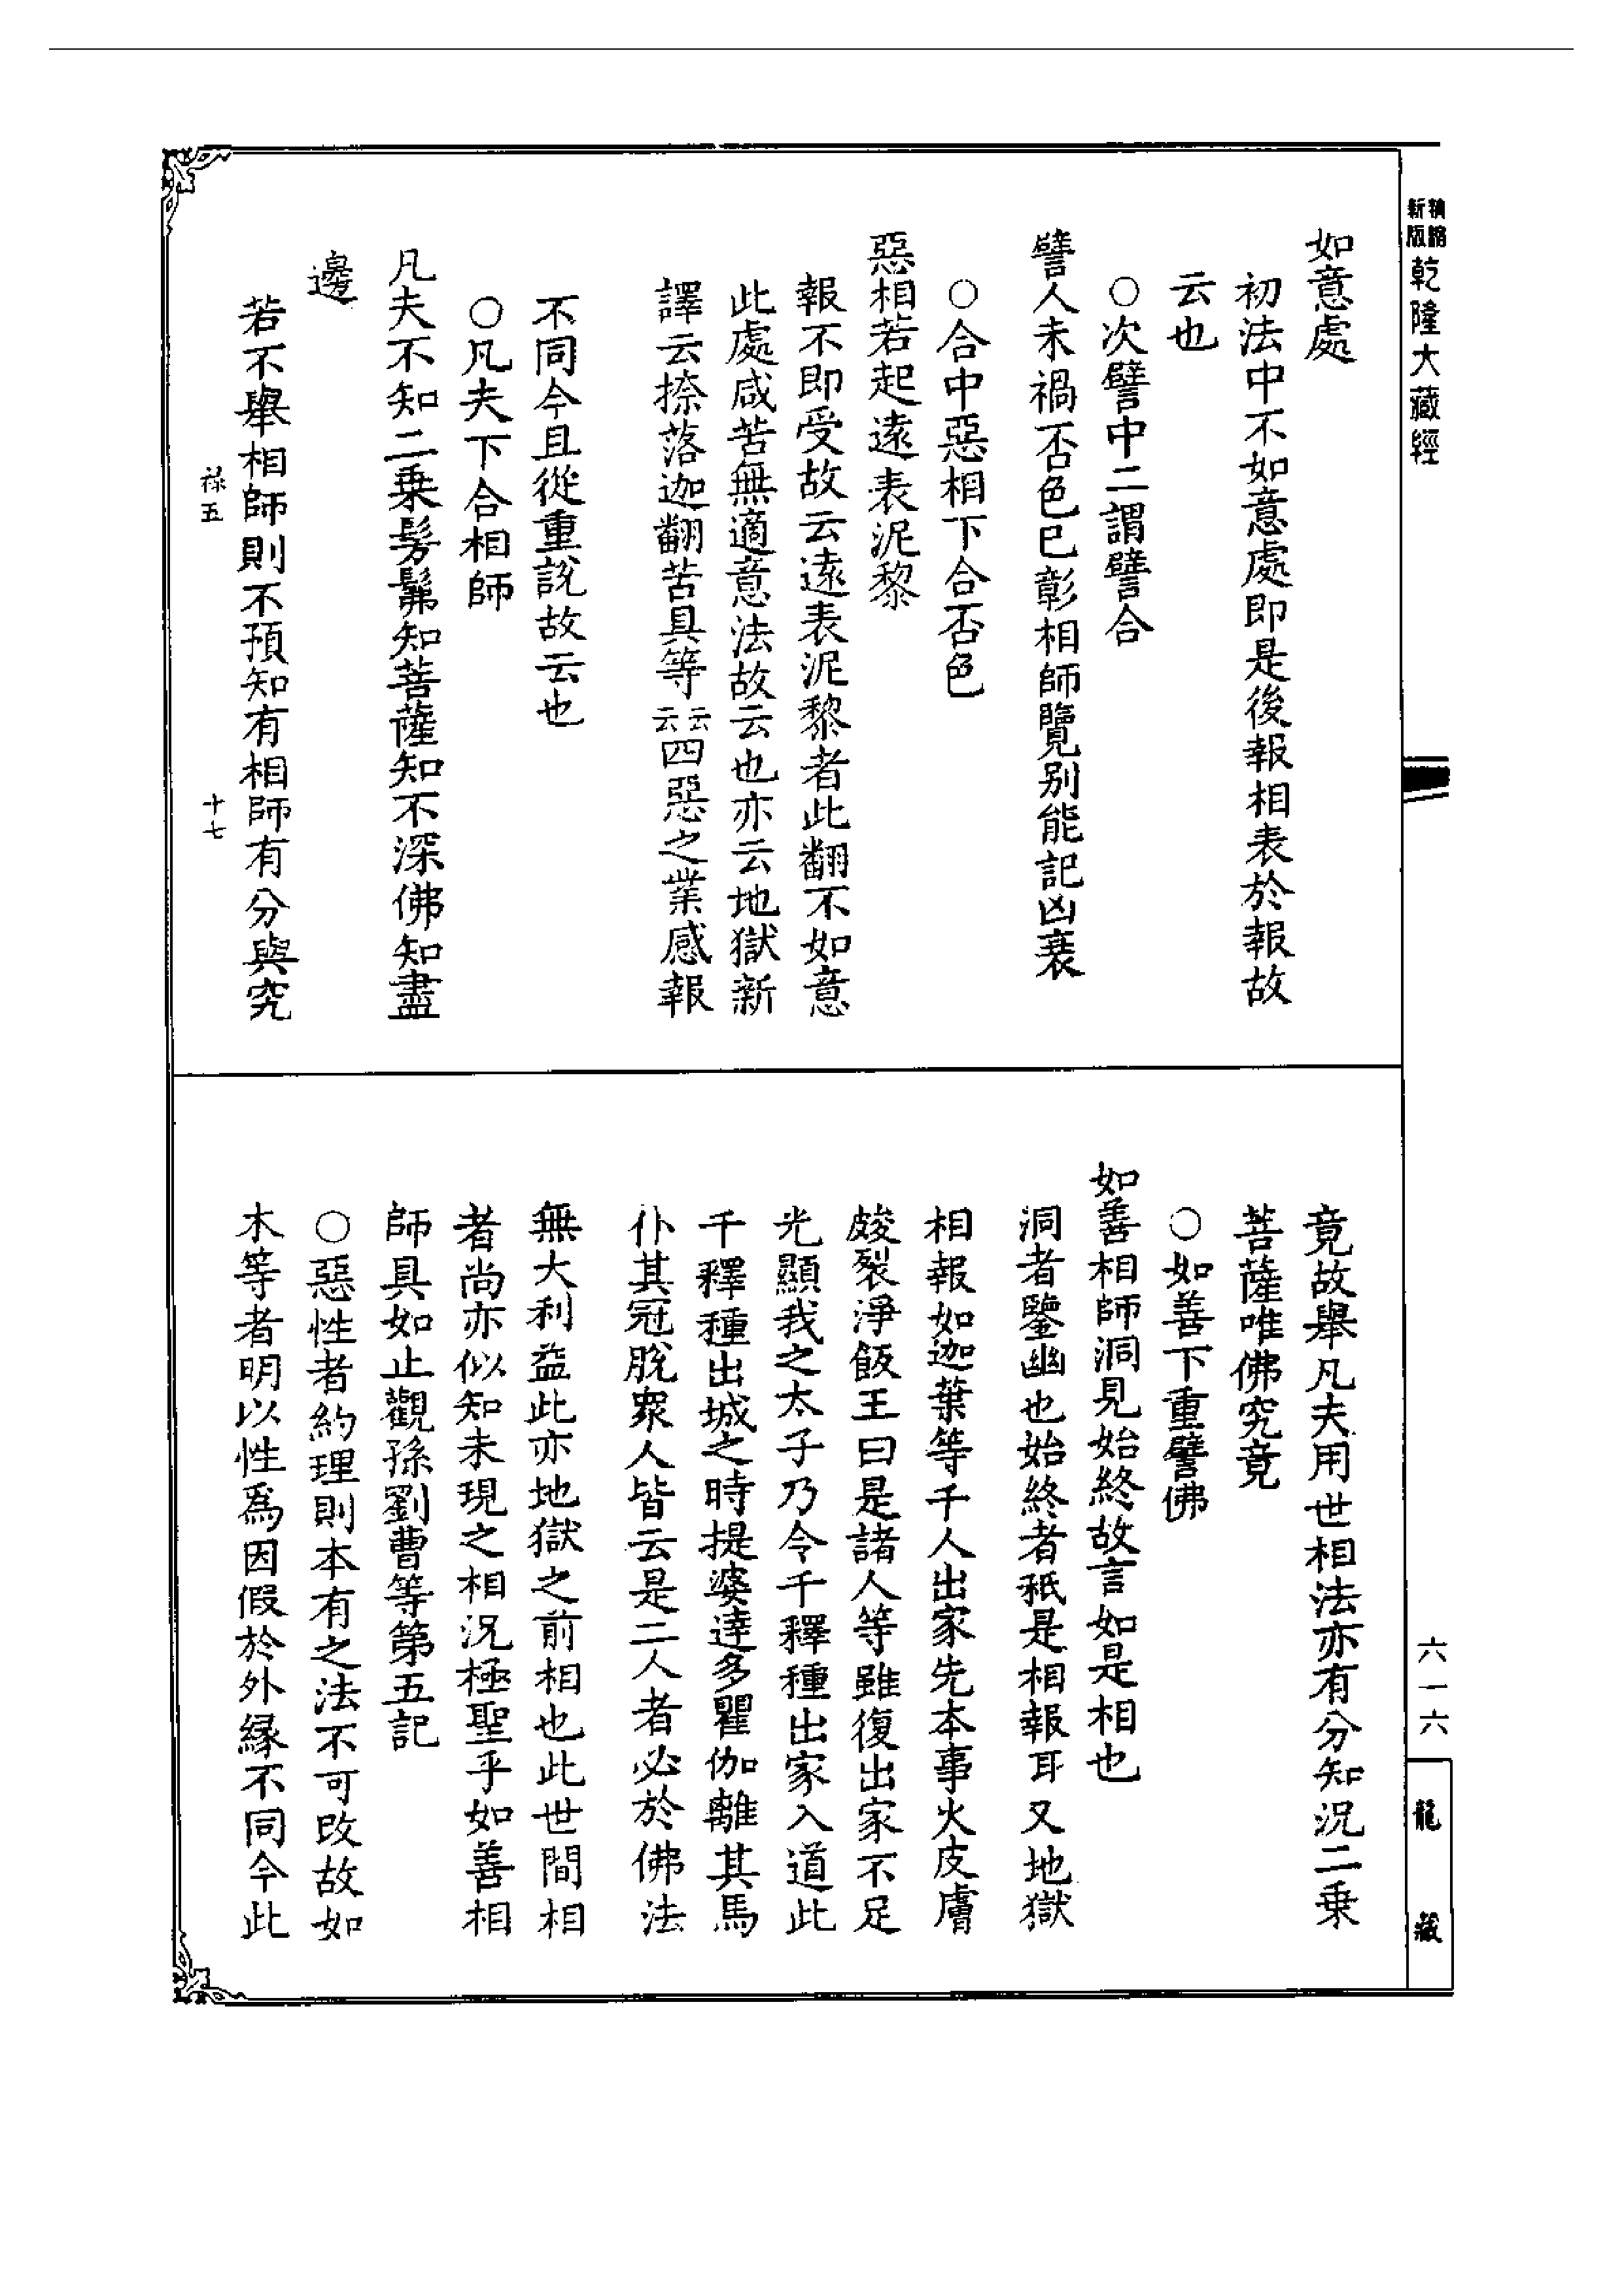 新版精縮乾隆大藏經
如意處
初法中不如意處即是後報相表於報故
云也
○次譬中二謂譬合
譬人未禍否色已彰相師覽別能記凶衰
○合中惡相下合否色
惡相若起遠表泥黎
報不即受故云遠表泥黎者此翻不如意
此處咸苦無適意法故云也亦云地獄新
譯云捺落迦翻苦具等云云四惡之業感報
不同今且從重說故云也
○凡夫下合相師
凡夫不知二乗髣髴知菩薩知不深佛知盡
邊
若不舉相師則不預知有相師有分與究
祿五 十七
竟故舉凡夫用世相法亦有分知況二乗
菩薩唯佛究竟
○如善下重譬佛
如善相師洞見始終故言如是相也
洞者鑒幽也始終者秖是相報耳又地獄
相報如迦葉等千人出家先本事火皮膚
皴裂淨飯王曰是諸人等雖復出家不足
光顯我之太子乃令千釋種出家入道此
千釋種出城之時提婆達多瞿伽離其馬
仆其冠脫衆人皆云是二人者必於佛法
無大利益此亦地獄之前相也此世間相
者尚亦似知未現之相況極聖乎如善相
師具如止觀孫劉曹等第五記
○惡性者約理則本有之法不可改故如
木等者明以性爲因假於外縁不同今此
六一六
龍藏